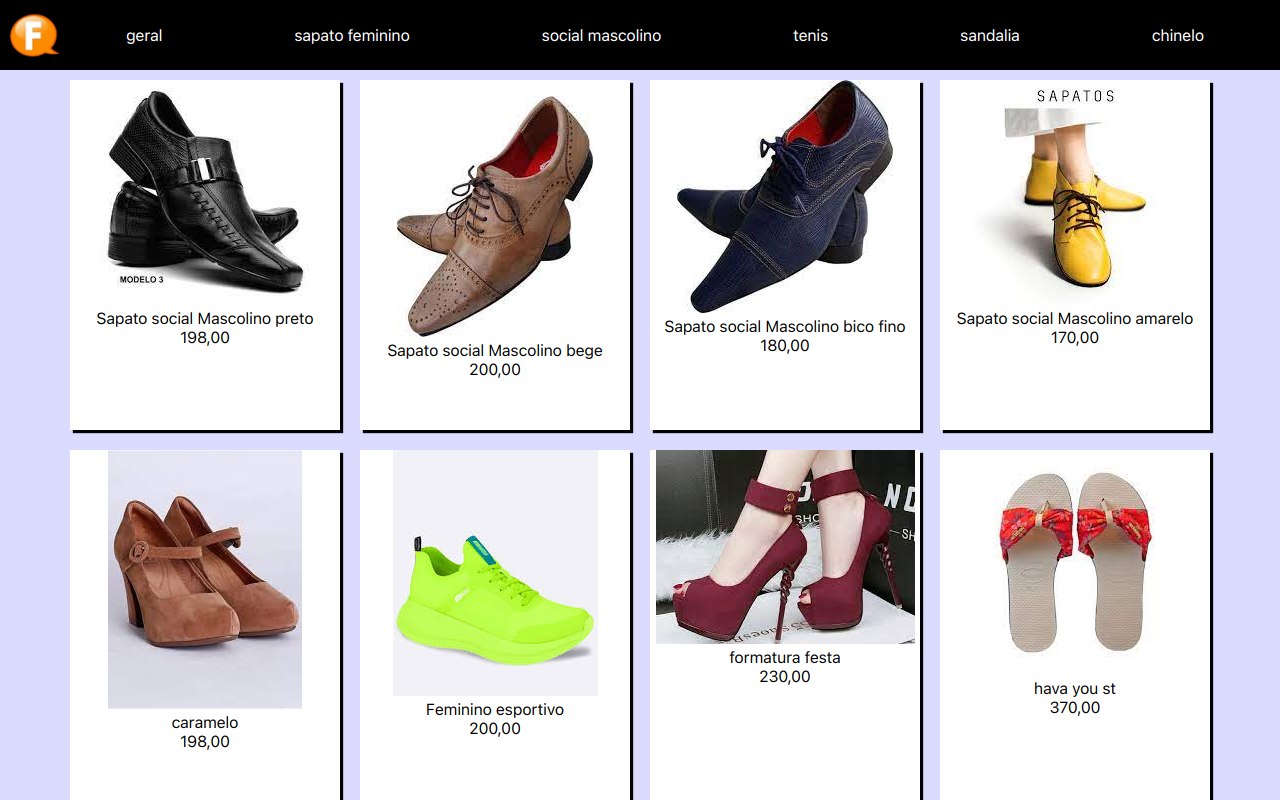 F
geral
sapato feminino
social mascolino
tenis
sandalia
chinelo
MODELO 3
Sapato social Mascolino preto
198,00
Sapato social Mascolino bege
200,00
Sapato social Mascolino bico fino
180,00
SAPATOS
Sapato social Mascolino amarelo
170,00
caramelo
198,00
Feminino esportivo
200,00
formatura festa
230,00
hava you st
370,00